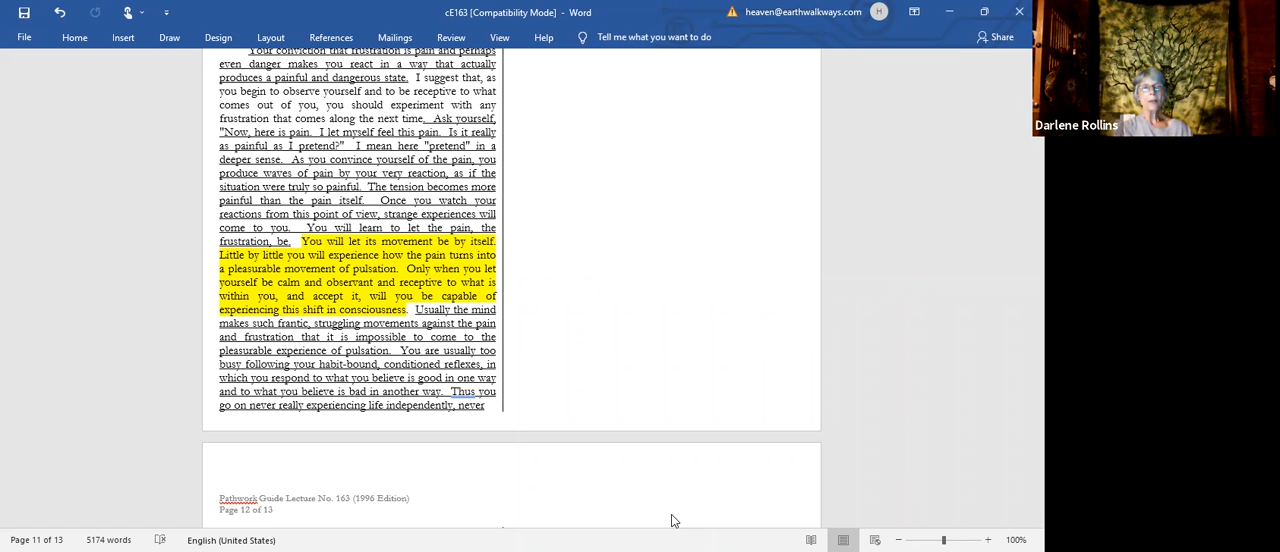 cE163 [Compatibility Mode] - Word
heaven@earthwalkways.com
H
File
Home
Insert
Draw
Design
Layout
References
Mailings
Review
View
Help
Tell me what you want to do
Share
Your conviction that frustration is pain and perhaps
even danger makes you react in a way that actually
produces a painful and dangerous state. I suggest that, as
you begin to observe yourself and to be receptive to what
comes out of you, you should experiment with any
frustration that comes along the next time. Ask yourself,
"Now, here is pain. I let myself feel this pain. Is it really
as painful as I pretend?" I mean here "pretend" in a
deeper sense. As you convince yourself of the pain, you
produce waves of pain by your very reaction, as if the
situation were truly so painful. The tension becomes more
painful than the pain itself. Once you watch your
reactions from this point of view, strange experiences will
come to you. You will learn to let the pain, the
frustration, be. You will let its movement be by itself.
Little by little you will experience how the pain turns into
a pleasurable movement of pulsation. Only when you let
yourself be calm and observant and receptive to what is
within you, and accept it, will you be capable of
experiencing this shift in consciousness. Usually the mind
makes such frantic, struggling movements against the pain
and frustration that it is impossible to come to the
pleasurable experience of pulsation. You are usually too
busy following your habit-bound, conditioned reflexes, in
which you respond to what you believe is good in one way
and to what you believe is bad in another way. Thus you
go on never really experiencing life independently, never
Pathwork Guide Lecture No. 163 (1996 Edition)
Page 12 of 13
Page 11 of 13
5174 words
English (United States)
100%
Darlene Rollins